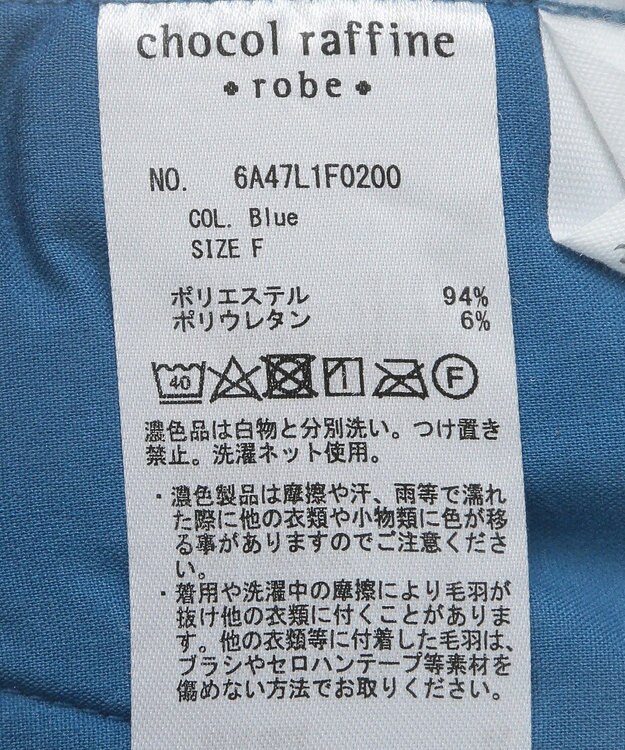 chocol raffine
robe
NO. 6A47L1F0200
COL. Blue
SIZE F
ポリエステル 94%
ポリウレタン 6%
40 F
濃色品は白物と分別洗い。つけ置き
禁止。洗濯ネット使用。
・濃色製品は摩擦や汗、雨等で濡れ
た際に他の衣類や小物類に色が移
る事がありますのでご注意くださ
い。
・着用や洗濯中の摩擦により毛羽が
抜け他の衣類に付くことがありま
す。他の衣類等に付着した毛羽は、
ブラシやセロハンテープ等素材を
傷めない方法でお取りください。